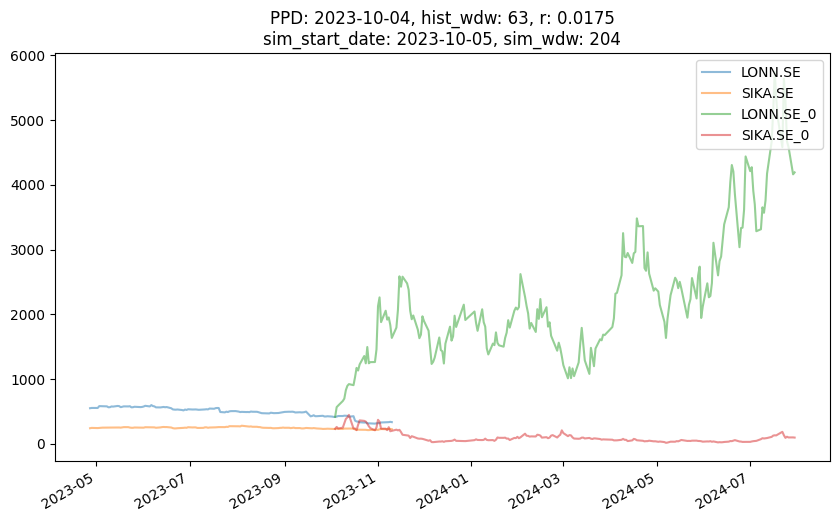 PPD: 2023-10-04, hist_wdw: 63, r: 0.0175
sim_start_date: 2023-10-05, sim_wdw: 204
6000
5000
4000
3000
2000
1000
0
LONN.SE
SIKA.SE
LONN.SE_0
SIKA.SE_0
2023-05
2023-07
2023-09
2023-11
2024-01
2024-03
2024-05
2024-07